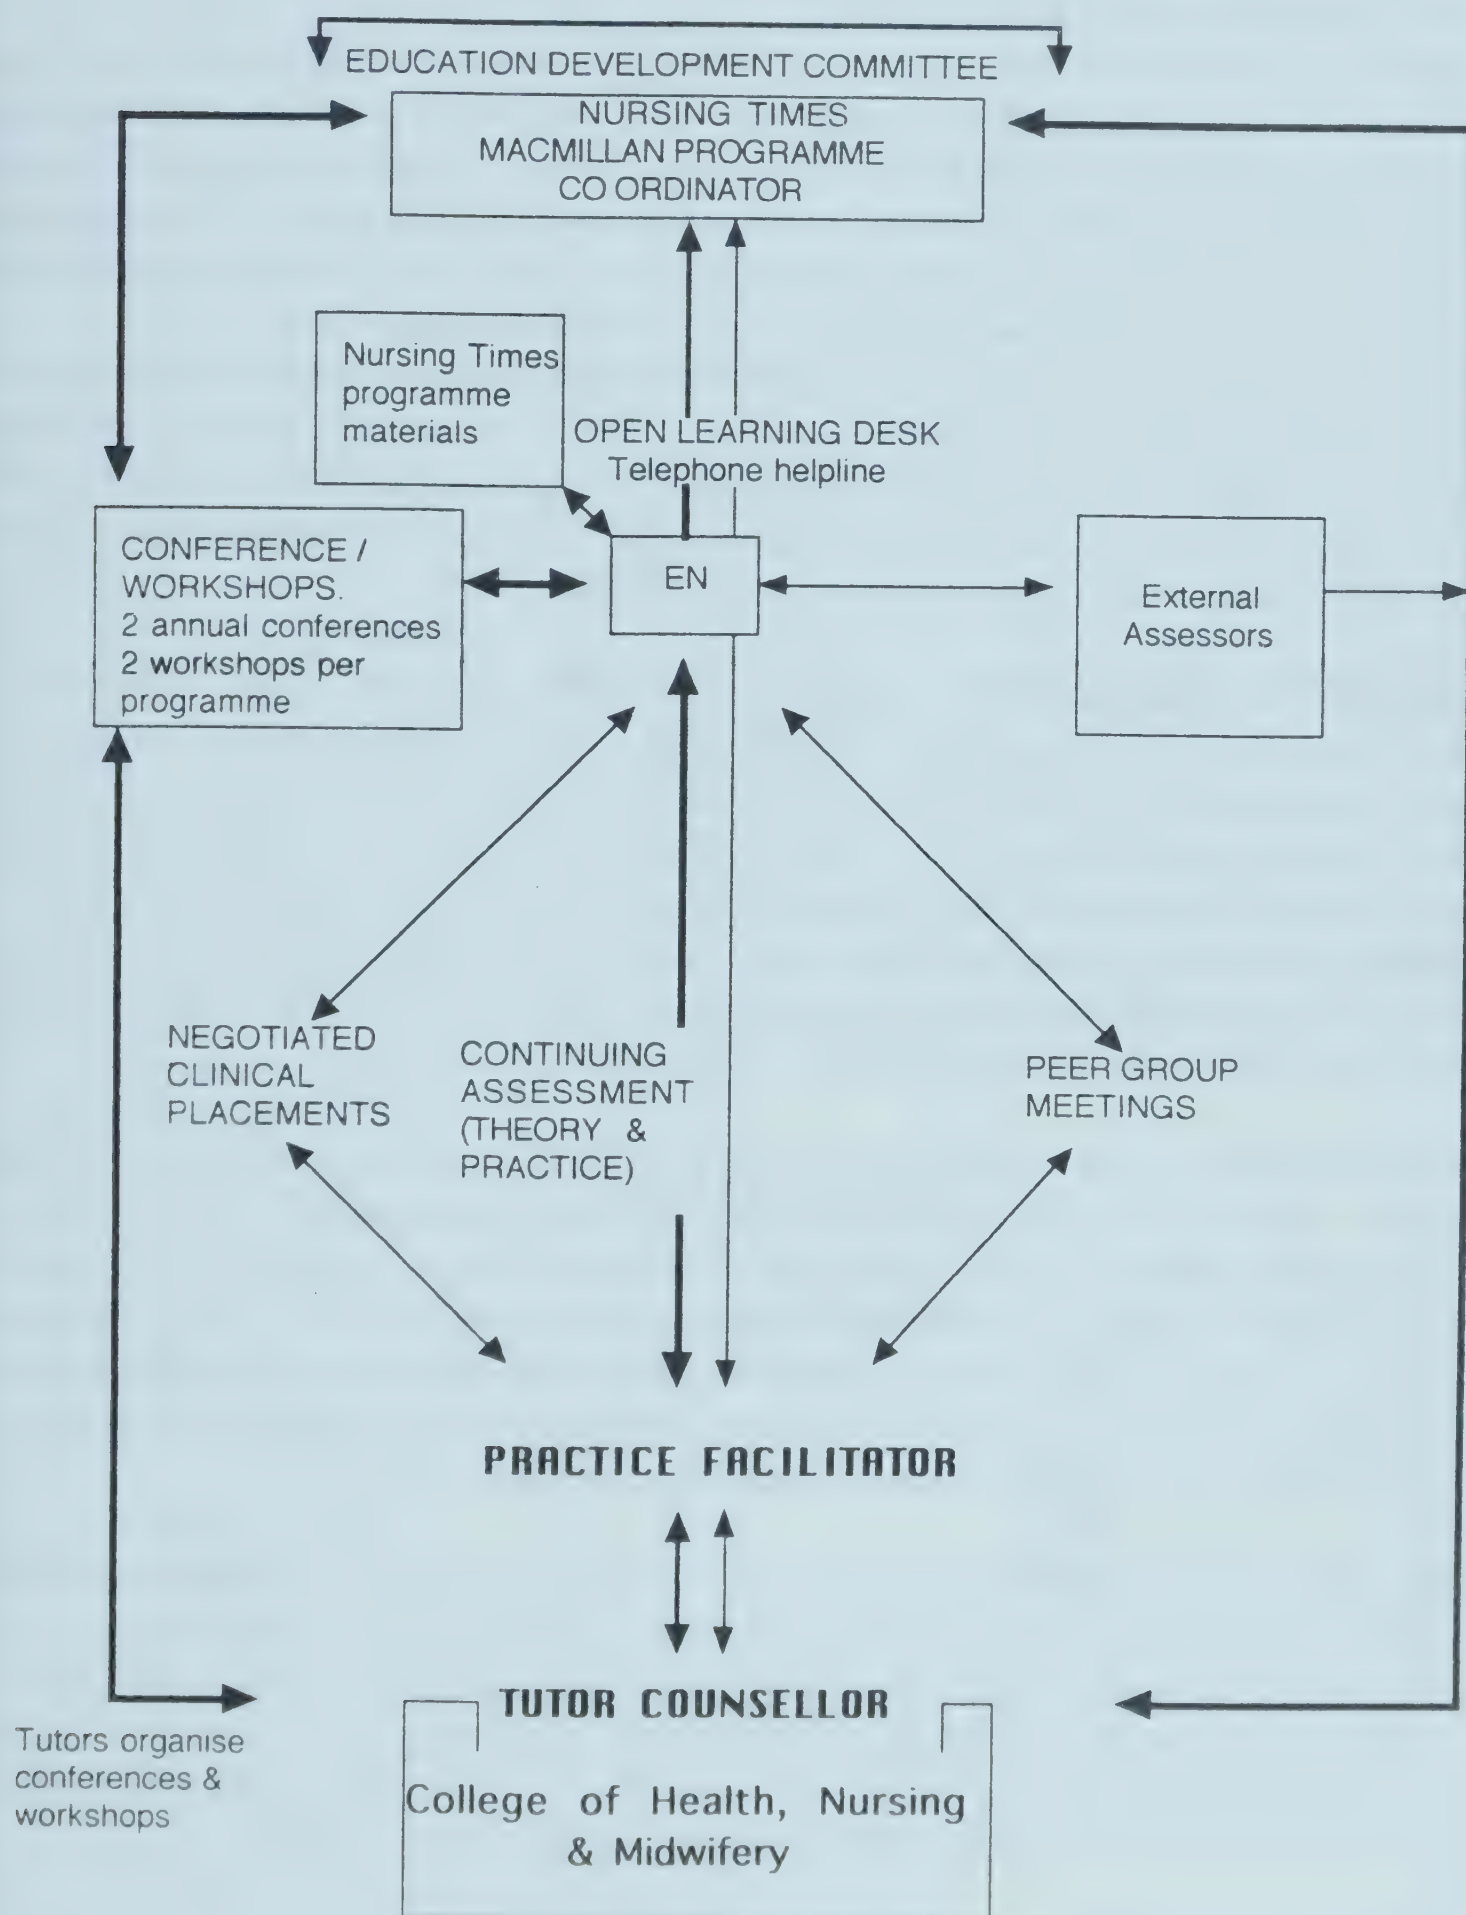 EDUCATION DEVELOPMENT COMMITTEE
NURSING TIMES
MACMILLAN PROGRAMME
CO ORDINATOR
Nursing Times
programme
materials
OPEN LEARNING DESK
Telephone helpline
CONFERENCE /
WORKSHOPS.
2 annual conferences
2 workshops per
programme
EN
External
Assessors
NEGOTIATED
CLINICAL
PLACEMENTS
CONTINUING
ASSESSMENT
(THEORY &
PRACTICE)
PEER GROUP
MEETINGS
PRACTICE FACILITATOR
TUTOR COUNSELLOR
Tutors organise
conferences &
workshops
College of Health, Nursing
& Midwifery